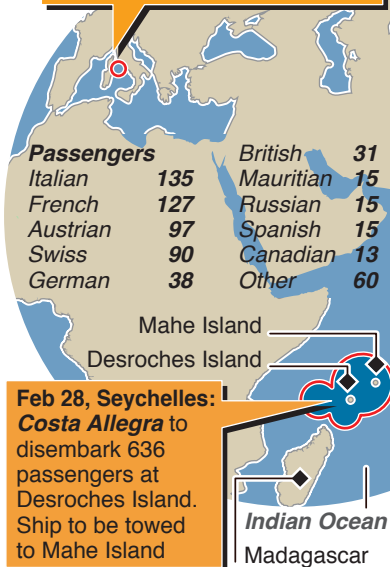 Passengers
Italian 135
French 127
Austrian 97
Swiss 90
German 38
British 31
Mauritian 15
Russian 15
Spanish 15
Canadian 13
Other 60
Mahe Island
Desroches Island
Feb 28, Seychelles:
Costa Allegra to
disembark 636
passengers at
Desroches Island.
Ship to be towed
to Mahe Island
Indian Ocean
Madagascar